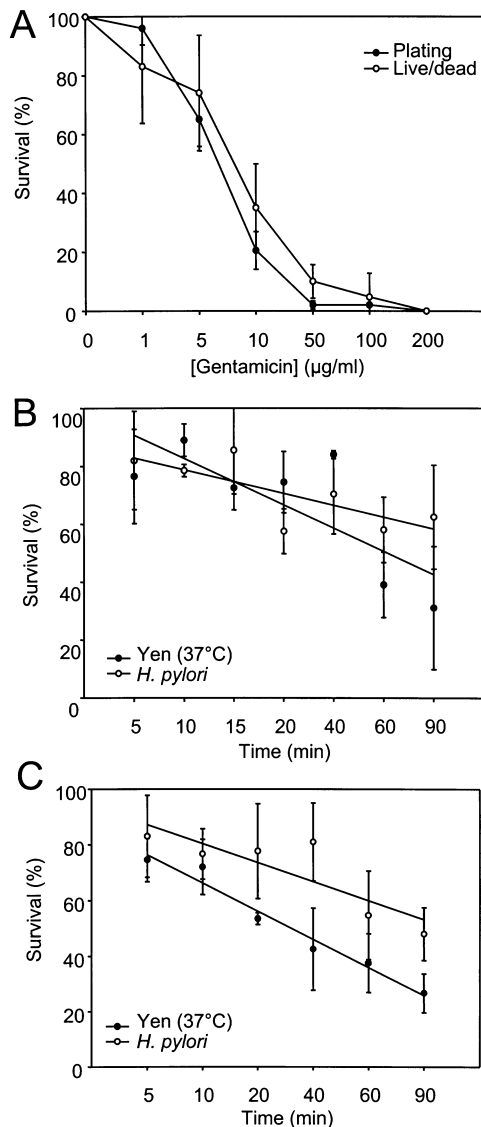 A
100
80
60
40
20
0
Survival (%)
Plating
Live/dead
0 1 5 10 50 100 200
[Gentamicin] (µg/ml)
B
100
80
60
40
20
0
Survival (%)
Yen (37°C)
H. pylori
5 10 15 20 40 60 90
Time (min)
C
100
80
60
40
20
0
Survival (%)
Yen (37°C)
H. pylori
5 10 20 40 60 90
Time (min)